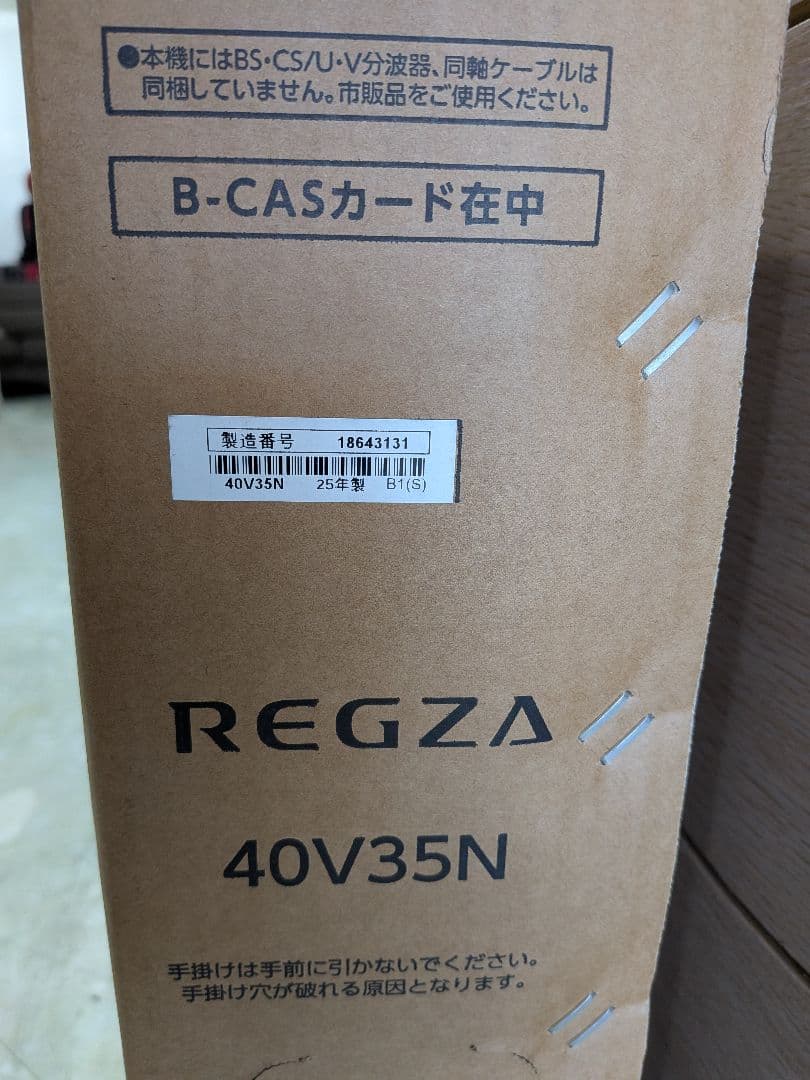 ●本機にはBS・CS/U・V分波器、同軸ケーブルは
同梱していません。市販品をご使用ください。
B-CASカード在中
製造番号 18643131
40V35N 25年製 B1(S)
REGZA
40V35N
手掛けは手前に引かないでください。
手掛け穴が破れる原因となります。